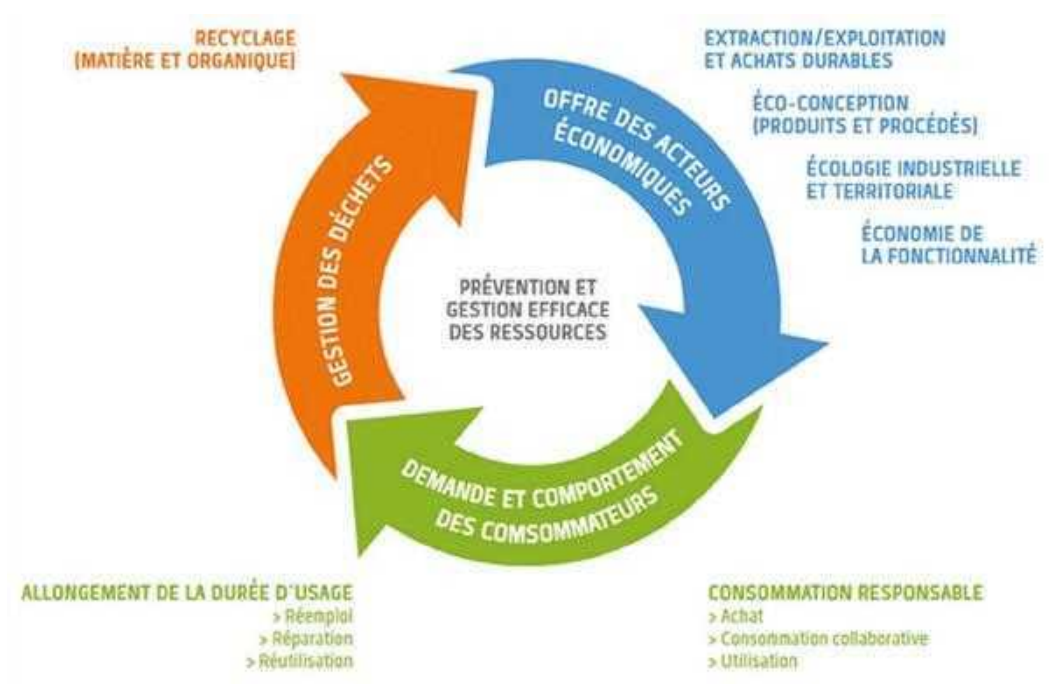 RECYCLAGE
(MATIÈRE ET ORGANIQUE)
EXTRACTION/EXPLOITATION
ET ACHATS DURABLES
ÉCO-CONCEPTION
(PRODUITS ET PROCÉDÉS)
ÉCOLOGIE INDUSTRIELLE
ET TERRITORIALE
ÉCONOMIE DE
LA FONCTIONNALITÉ
OFFRE DES ACTEURS
ÉCONOMIQUES
GESTION DES DÉCHETS
PRÉVENTION ET
GESTION EFFICACE
DES RESSOURCES
DEMANDE ET COMPORTEMENT
DES COMSOMMATEURS
ALLONGEMENT DE LA DURÉE D'USAGE
> Réemploi
> Réparation
> Réutilisation
CONSOMMATION RESPONSABLE
> Achat
> Consommation collaborative
> Utilisation